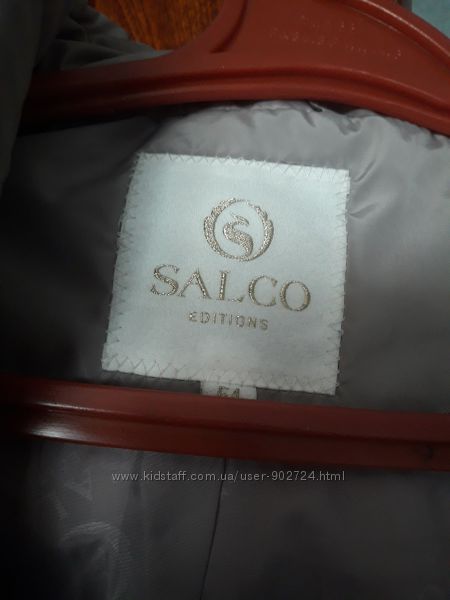 SALCO
EDITIONS
54
www.kidstaff.com.ua/user-902724.html